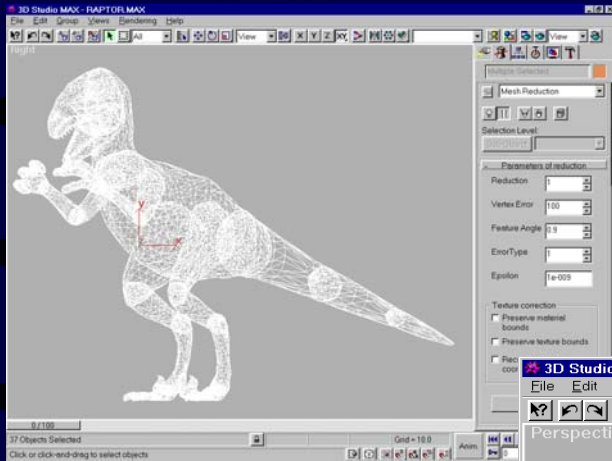 3D Studio MAX - RAPTOR.MAX
File Edit Group Views Rendering Help
All View X Y Z XY View
Right
Multiple Selected
Mesh Reduction
Selection Level:
Parameters of reduction
Reduction 1
Vertex Error 100
Feature Angle 0.9
ErrorType 1
Epsilon 1e-009
Texture correction
Preserve material
bounds
Preserve texture bounds
y
x
0 / 100
37 Objects Selected Grid = 10.0 Anim
Click or click-and-drag to select objects 0
3D Studio
File Edit
Perspecti